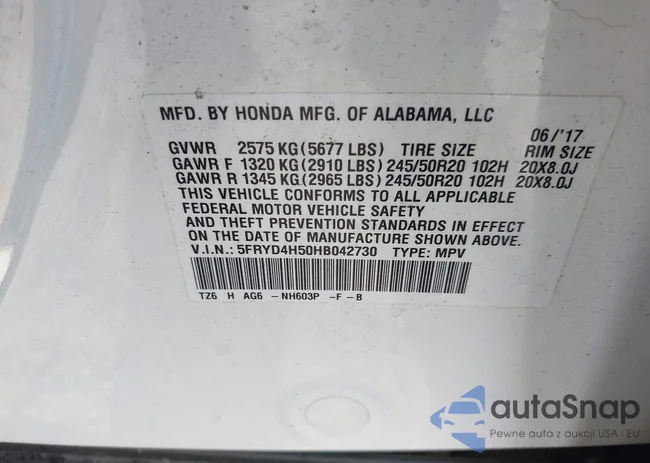 MFD. BY HONDA MFG. OF ALABAMA, LLC
06/'17
GVWR 2575 KG(5677 LBS) TIRE SIZE RIM SIZE
GAWR F 1320 KG(2910 LBS) 245/50R20 102H 20X8.0J
GAWR R 1345 KG(2965 LBS) 245/50R20 102H 20X8.0J
THIS VEHICLE CONFORMS TO ALL APPLICABLE
FEDERAL MOTOR VEHICLE SAFETY
AND THEFT PREVENTION STANDARDS IN EFFECT
ON THE DATE OF MANUFACTURE SHOWN ABOVE.
V.I.N.: 5FRYD4H50HB042730 TYPE: MPV
TZ6 H AG6 -NH603P -F-B
autaSnap
Pewne auta z aukcji USA i EU